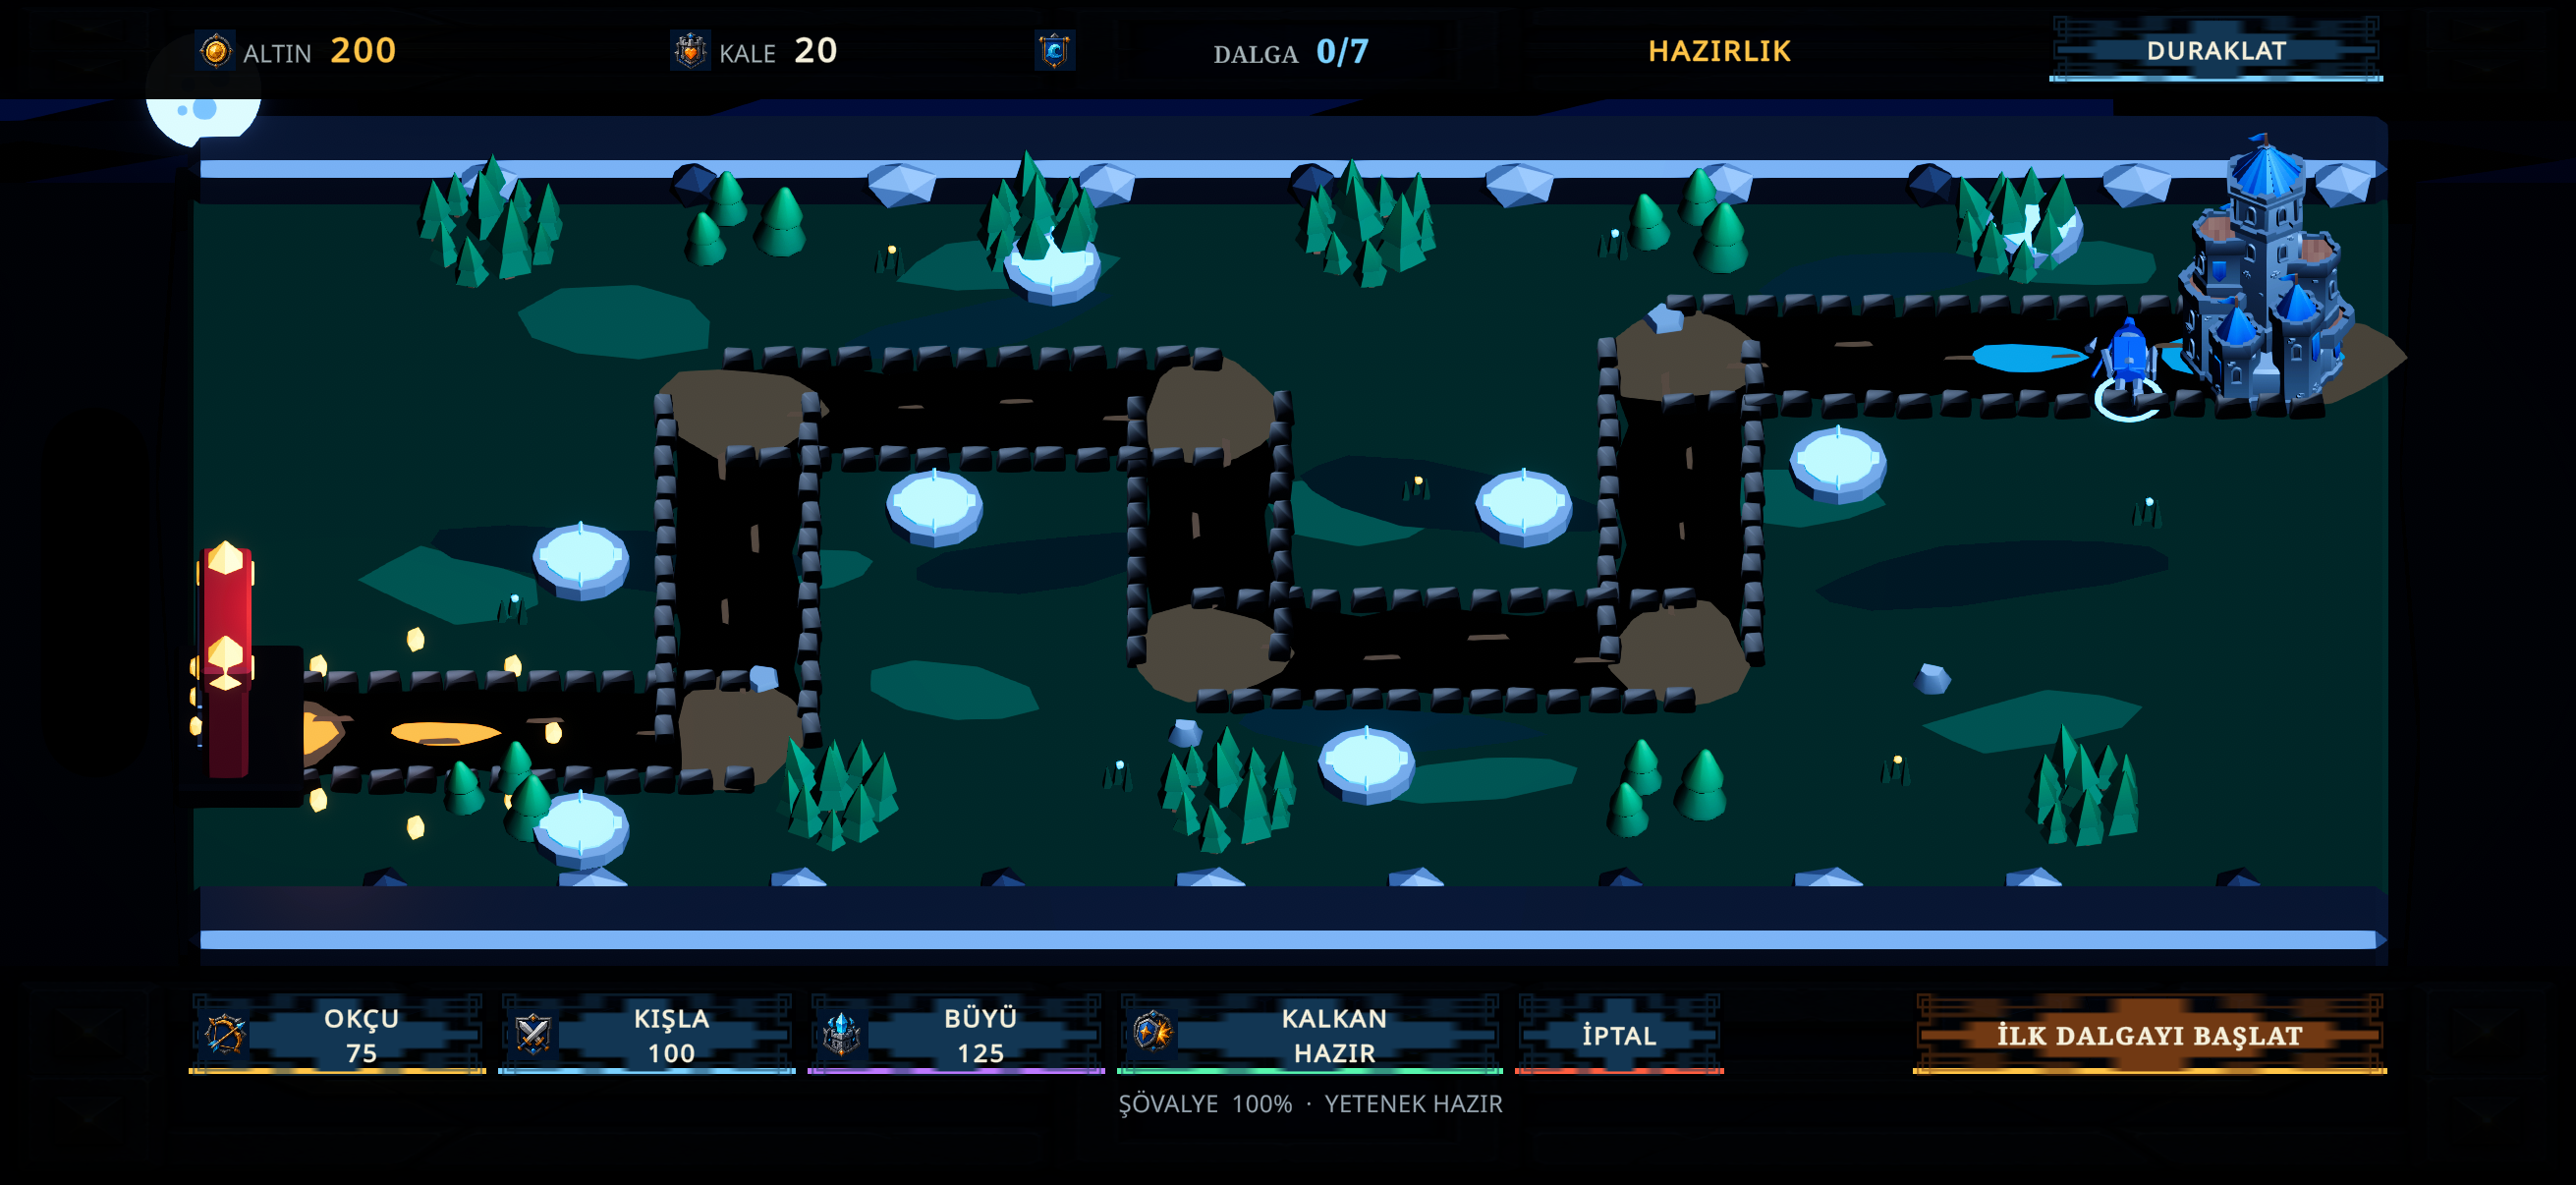 ALTIN 200
KALE 20
DALGA 0/7
HAZIRLIK
DURAKLAT
OKÇU
75
KIŞLA
100
BÜYÜ
125
KALKAN
HAZIR
İPTAL
İLK DALGAYI BAŞLAT
ŞÖVALYE 100% · YETENEK HAZIR